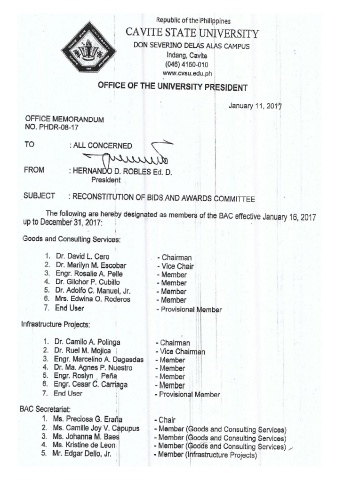 Republic of the Philippines
CAVITE STATE UNIVERSITY
DON SEVERINO DELAS ALAS CAMPUS
Indang, Cavite
(046) 4150-010
www.cvsu.edu.ph
OFFICE OF THE UNIVERSITY PRESIDENT
January 11, 2017
OFFICE MEMORANDUM
NO. PHDR-08-17
TO : ALL CONCERNED
FROM : HERNANDO D. ROBLES Ed. D.
President
SUBJECT : RECONSTITUTION OF BIDS AND AWARDS COMMITTEE
The following are hereby designated as members of the BAC effective January 16, 2017
up to December 31, 2017:
Goods and Consulting Services:
1. Dr. David L. Cero - Chairman
2. Dr. Marilyn M. Escobar - Vice Chair
3. Engr. Rosalie A. Pelle - Member
4. Dr. Gilchor P. Cubillo - Member
5. Dr. Adolfo C. Manuel, Jr. - Member
6. Mrs. Edwina O. Roderos - Member
7. End User - Provisional Member
Infrastructure Projects:
1. Dr. Camilo A. Polinga - Chairman
2. Dr. Ruel M. Mojica - Vice Chairman
3. Engr. Marcelino A. Dagasdas - Member
4. Dr. Ma. Agnes P. Nuestro - Member
5. Engr. Roslyn Peña - Member
6. Engr. Cesar C. Carriaga - Member
7. End User - Provisional Member
BAC Secretariat:
1. Ms. Preciosa G. Eraña - Chair
2. Ms. Camille Joy V. Capupus - Member (Goods and Consulting Services)
3. Ms. Johanna M. Baes - Member (Goods and Consulting Services)
4. Ms. Kristine de Leon - Member (Goods and Consulting Services)
5. Mr. Edgar Dello, Jr. - Member (Infrastructure Projects)